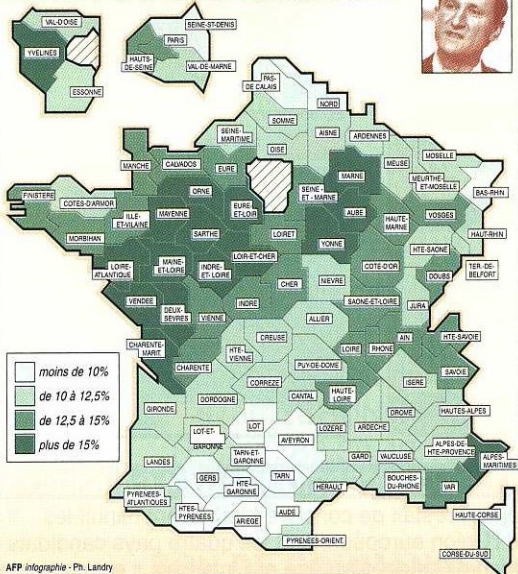 VAL-D'OISE
YVELINES
ESSONNE
SEINE-ST-DENIS
PARIS
HAUTS-
DE-SEINE
VAL-DE-MARNE
PAS-
DE CALAIS
NORD
SOMME
SEINE-
MARITIME
AISNE
ARDENNES
OISE
MANCHE
CALVADOS
EURE
MEUSE
MOSELLE
MEURTHE-
ET-MOSELLE
BAS-RHIN
MARNE
SEINE -
ET - MARNE
ORNE
EURE-
ET-LOIR
FINISTERE
COTES-D'ARMOR
ILLE-
ET-VILAINE
MAYENNE
AUBE
HAUTE-
MARNE
VOSGES
HAUT-RHIN
MORBIHAN
SARTHE
LOIRET
YONNE
HTE-SAONE
LOIR-ET-CHER
TER.-DE-
BELFORT
LOIRE-
ATLANTIQUE
MAINE-
ET-LOIRE
INDRE-
ET-LOIRE
CHER
NIEVRE
COTE-D'OR
DOUBS
VENDEE
DEUX-
SEVRES
VIENNE
INDRE
SAONE-ET-LOIRE
JURA
ALLIER
CHARENTE-
MARIT.
CHARENTE
HTE-
VIENNE
CREUSE
PUY-DE-DOME
LOIRE
RHONE
AIN
HTE-SAVOIE
SAVOIE
CORREZE
ISERE
moins de 10%
de 10 à 12,5%
de 12,5 à 15%
plus de 15%
GIRONDE
DORDOGNE
CANTAL
HAUTE-
LOIRE
DROME
HAUTES-ALPES
LOT
LOT-ET-
GARONNE
AVEYRON
LOZERE
ARDECHE
LANDES
TARN-ET-
GARONNE
GARD
VAUCLUSE
ALPES-DE-
HTE-PROVENCE
ALPES-
MARITIMES
GERS
HTE-
GARONNE
TARN
HERAULT
BOUCHES-
DU-RHONE
VAR
PYRENEES-
ATLANTIQUES
HTES-
PYRENEES
ARIEGE
AUDE
PYRENEES-ORIENT.
HAUTE-CORSE
CORSE-DU-SUD
AFP infographie - Ph. Landry